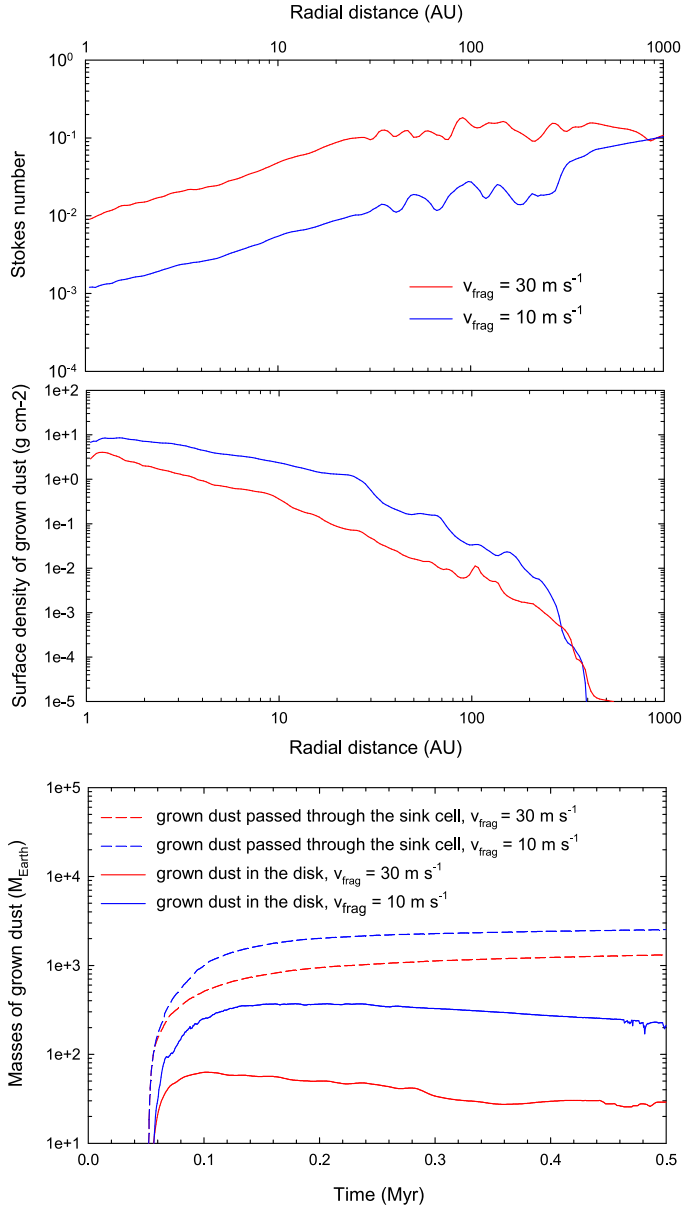 Radial distance (AU)
1 10 100 1000
Stokes number
10^0
10^-1
10^-2
10^-3
10^-4
v_frag = 30 m s^-1
v_frag = 10 m s^-1
Surface density of grown dust (g cm-2)
1e+2
1e+1
1e+0
1e-1
1e-2
1e-3
1e-4
1e-5
1 10 100 1000
Radial distance (AU)
Masses of grown dust (M_Earth)
1e+5
1e+4
1e+3
1e+2
1e+1
grown dust passed through the sink cell, v_frag = 30 m s^-1
grown dust passed through the sink cell, v_frag = 10 m s^-1
grown dust in the disk, v_frag = 30 m s^-1
grown dust in the disk, v_frag = 10 m s^-1
0.0 0.1 0.2 0.3 0.4 0.5
Time (Myr)